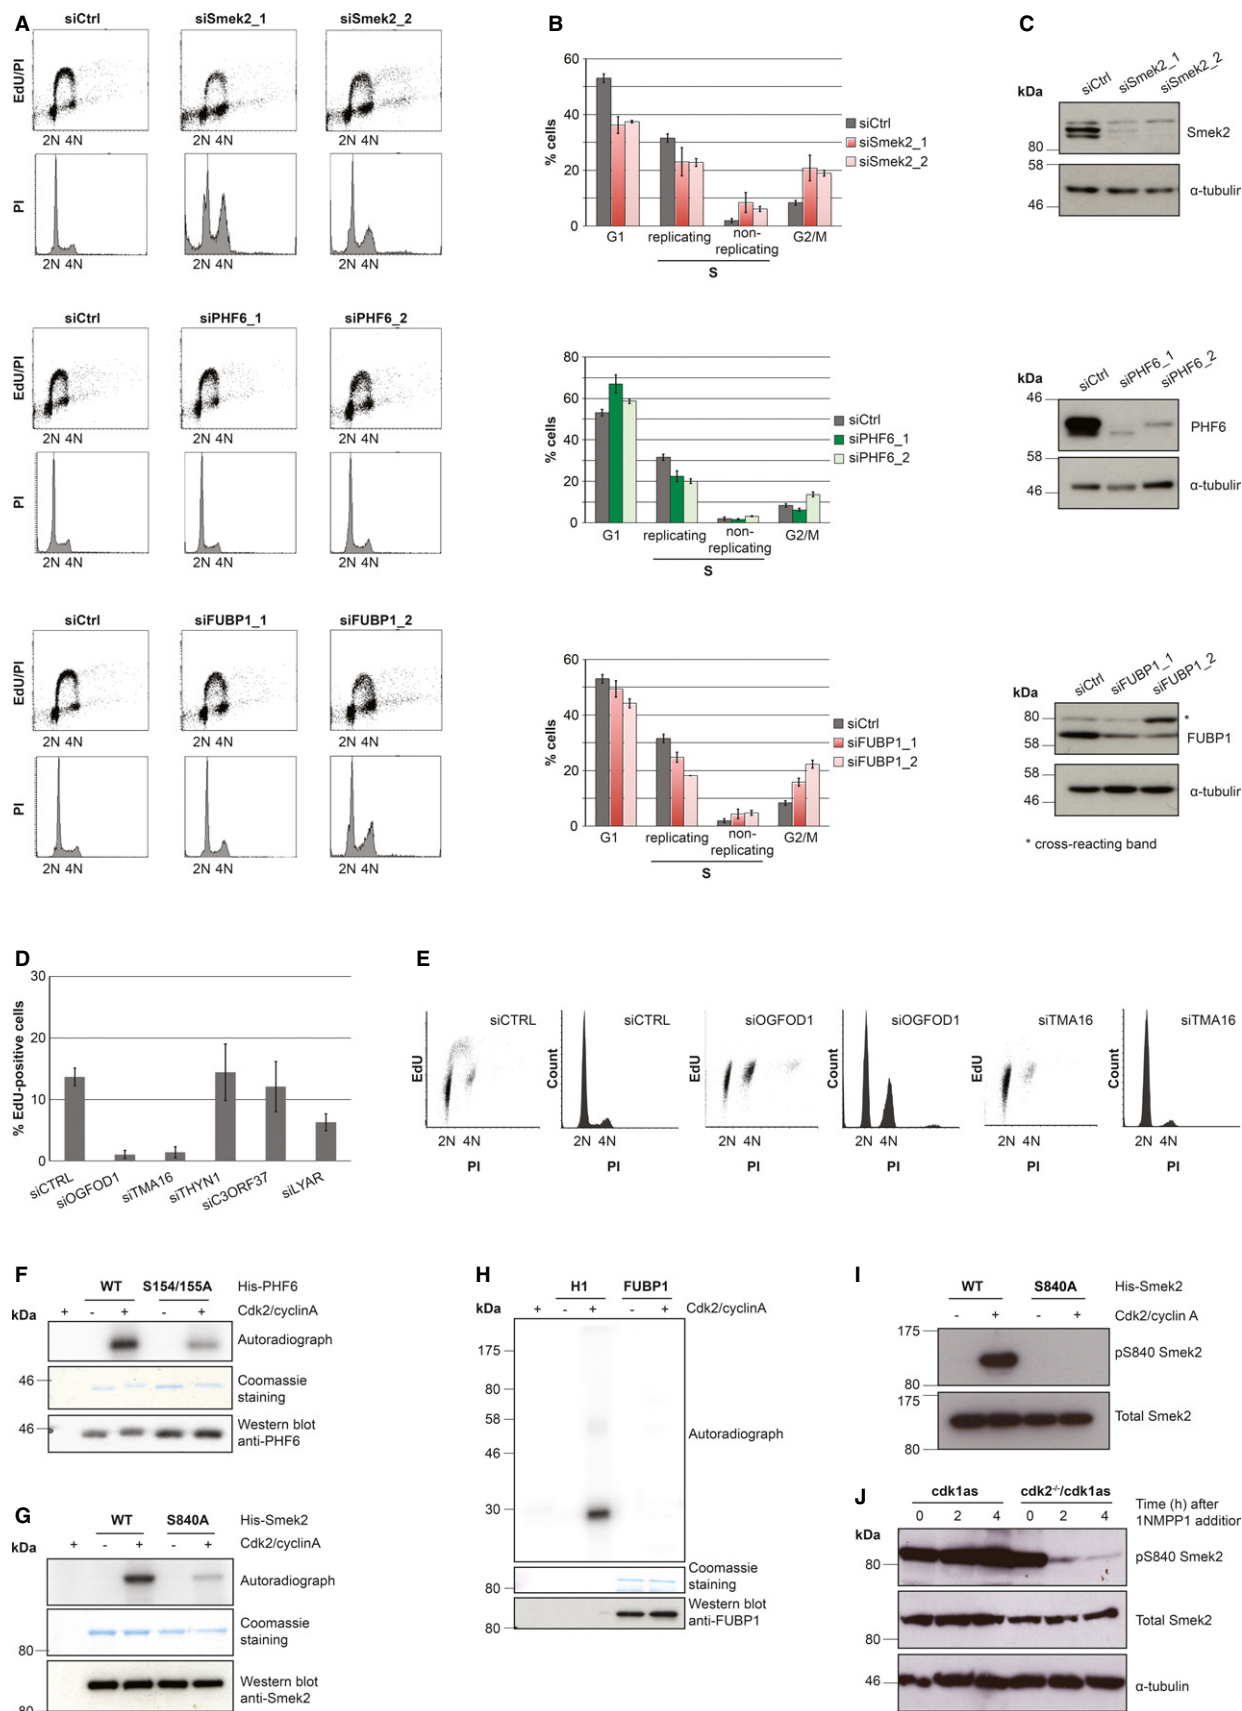 A
siCtrl
siSmek2_1
siSmek2_2
EdU/PI
2N 4N
2N 4N
2N 4N
PI
2N 4N
2N 4N
2N 4N
siCtrl
siPHF6_1
siPHF6_2
EdU/PI
2N 4N
2N 4N
2N 4N
PI
2N 4N
2N 4N
2N 4N
siCtrl
siFUBP1_1
siFUBP1_2
EdU/PI
2N 4N
2N 4N
2N 4N
PI
2N 4N
2N 4N
2N 4N
B
% cells
60
40
20
0
G1
replicating
non-
replicating
G2/M
S
siCtrl
siSmek2_1
siSmek2_2
% cells
80
70
60
50
40
30
20
10
0
G1
replicating
non-
replicating
G2/M
S
siCtrl
siPHF6_1
siPHF6_2
% cells
60
50
40
30
20
10
0
G1
replicating
non-
replicating
G2/M
S
siCtrl
siFUBP1_1
siFUBP1_2
C
kDa
siCtrl
siSmek2_1
siSmek2_2
80
Smek2
58
46
α-tubulin
kDa
siCtrl
siPHF6_1
siPHF6_2
46
PHF6
58
46
α-tubulin
kDa
siCtrl
siFUBP1_1
siFUBP1_2
80
*
58
FUBP1
58
46
α-tubulin
* cross-reacting band
D
% EdU-positive cells
30
20
10
0
siCTRL
siOGFOD1
siTMA16
siTHYN1
siC3ORF37
siLYAR
E
EdU
siCTRL
2N 4N
PI
Count
siCTRL
2N 4N
PI
EdU
siOGFOD1
2N 4N
PI
Count
siOGFOD1
2N 4N
PI
EdU
siTMA16
2N 4N
PI
Count
siTMA16
2N 4N
PI
F
WT
S154/155A
His-PHF6
kDa
+ - + - +
Cdk2/cyclinA
Autoradiograph
46
Coomassie
staining
46
Western blot
anti-PHF6
G
WT
S840A
His-Smek2
kDa
+ - + - +
Cdk2/cyclinA
Autoradiograph
80
Coomassie
staining
80
Western blot
anti-Smek2
H
H1
FUBP1
kDa
+ - + - +
Cdk2/cyclinA
175
80
58
46
30
Autoradiograph
80
Coomassie
staining
80
Western blot
anti-FUBP1
I
WT
S840A
His-Smek2
- + - +
Cdk2/cyclin A
175
80
pS840 Smek2
175
80
Total Smek2
J
cdk1as
cdk2-/-/cdk1as
0 2 4 0 2 4
Time (h) after
1NMPP1 addition
kDa
80
pS840 Smek2
80
Total Smek2
46
α-tubulin